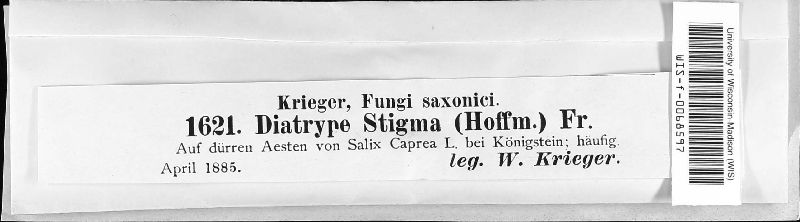 Krieger, Fungi saxonici.
1621. Diatrype Stigma (Hoffm.) Fr.
Auf dürren Aesten von Salix Caprea L. bei Königstein; häufig.
April 1885.
leg. W. Krieger.
University of Wisconsin Madison (WIS)
WIS-f-0068597